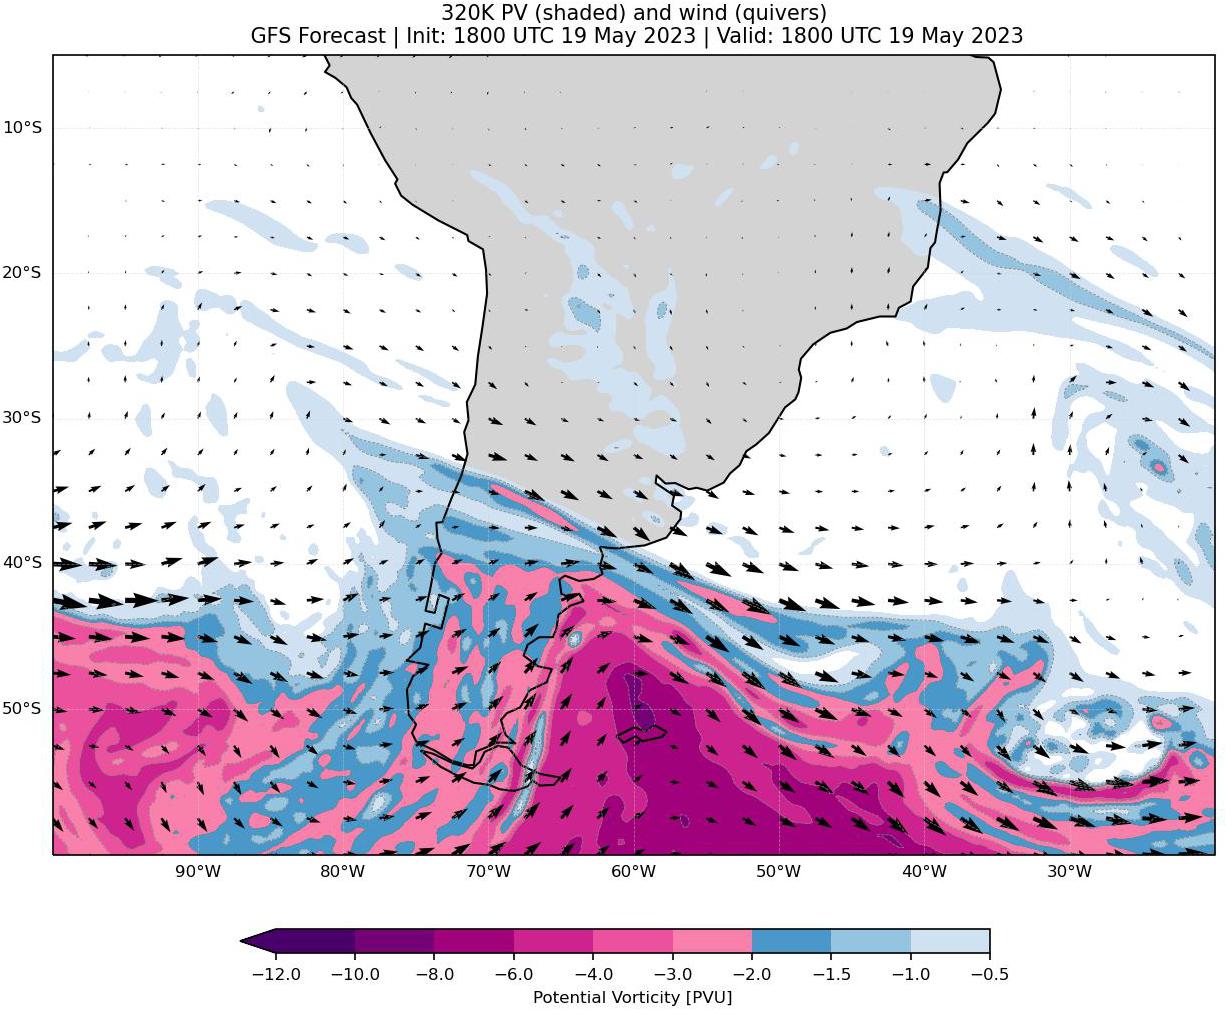 320K PV (shaded) and wind (quivers)
GFS Forecast | Init: 1800 UTC 19 May 2023 | Valid: 1800 UTC 19 May 2023
10°S
20°S
30°S
40°S
50°S
90°W 80°W 70°W 60°W 50°W 40°W 30°W
−12.0 −10.0 −8.0 −6.0 −4.0 −3.0 −2.0 −1.5 −1.0 −0.5
Potential Vorticity [PVU]